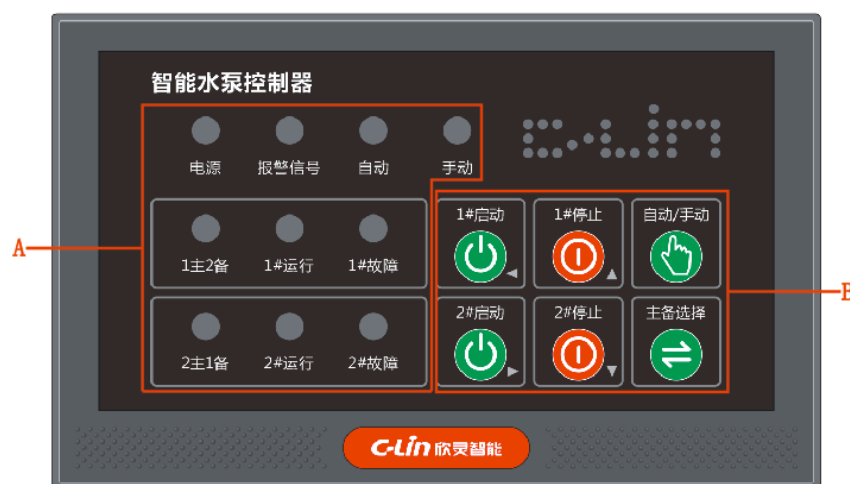 智能水泵控制器
C-Lin
电源 报警信号 自动 手动
1#启动 1#停止 自动/手动
A
1主2备 1#运行 1#故障
B
2#启动 2#停止 主备选择
2主1备 2#运行 2#故障
C-Lin 欣灵智能